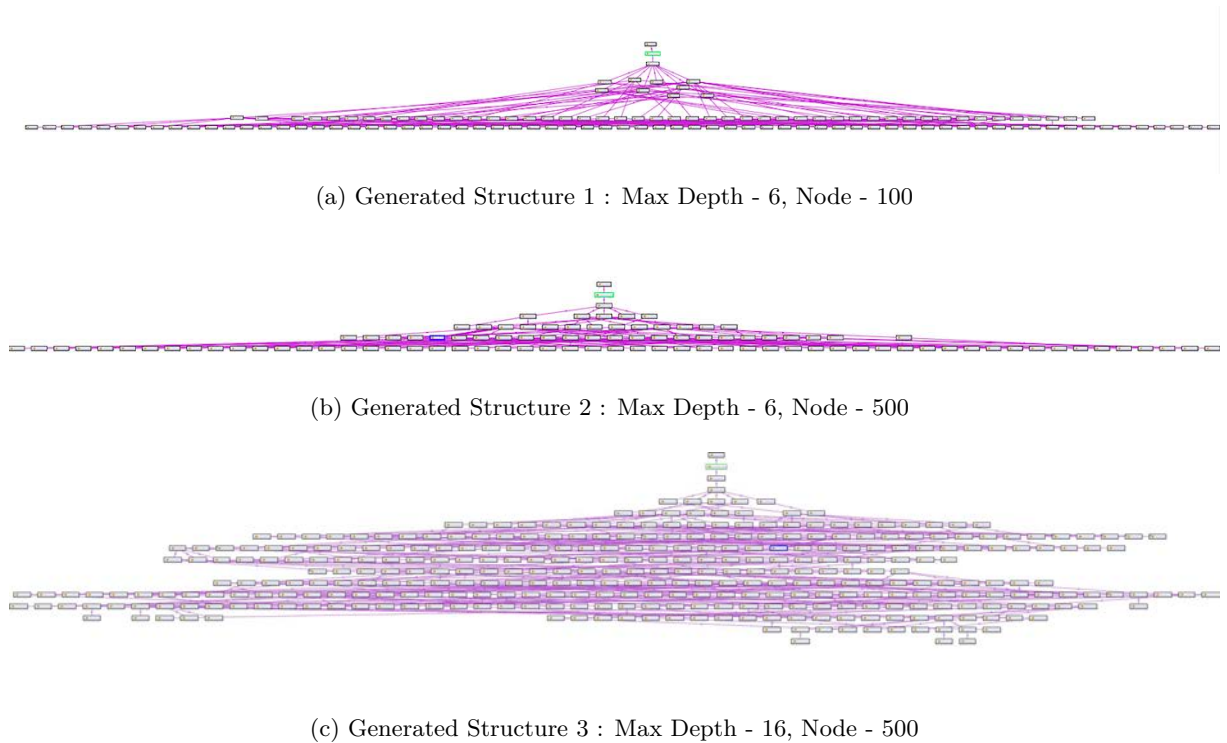 (a) Generated Structure 1 : Max Depth - 6, Node - 100
(b) Generated Structure 2 : Max Depth - 6, Node - 500
(c) Generated Structure 3 : Max Depth - 16, Node - 500